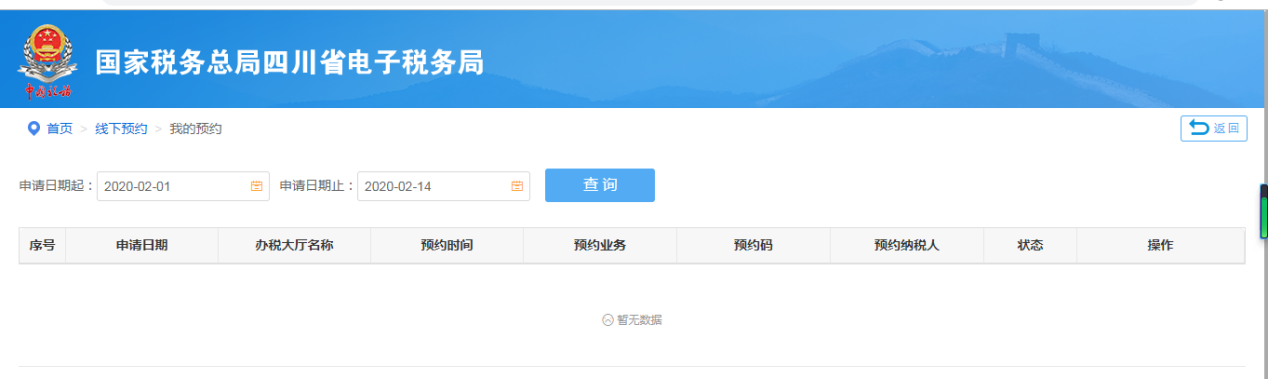 国家税务总局四川省电子税务局
中国税务
首页 > 线下预约 > 我的预约
返回
申请日期起： 2020-02-01 申请日期止： 2020-02-14 查询
序号 申请日期 办税大厅名称 预约时间 预约业务 预约码 预约纳税人 状态 操作
暂无数据